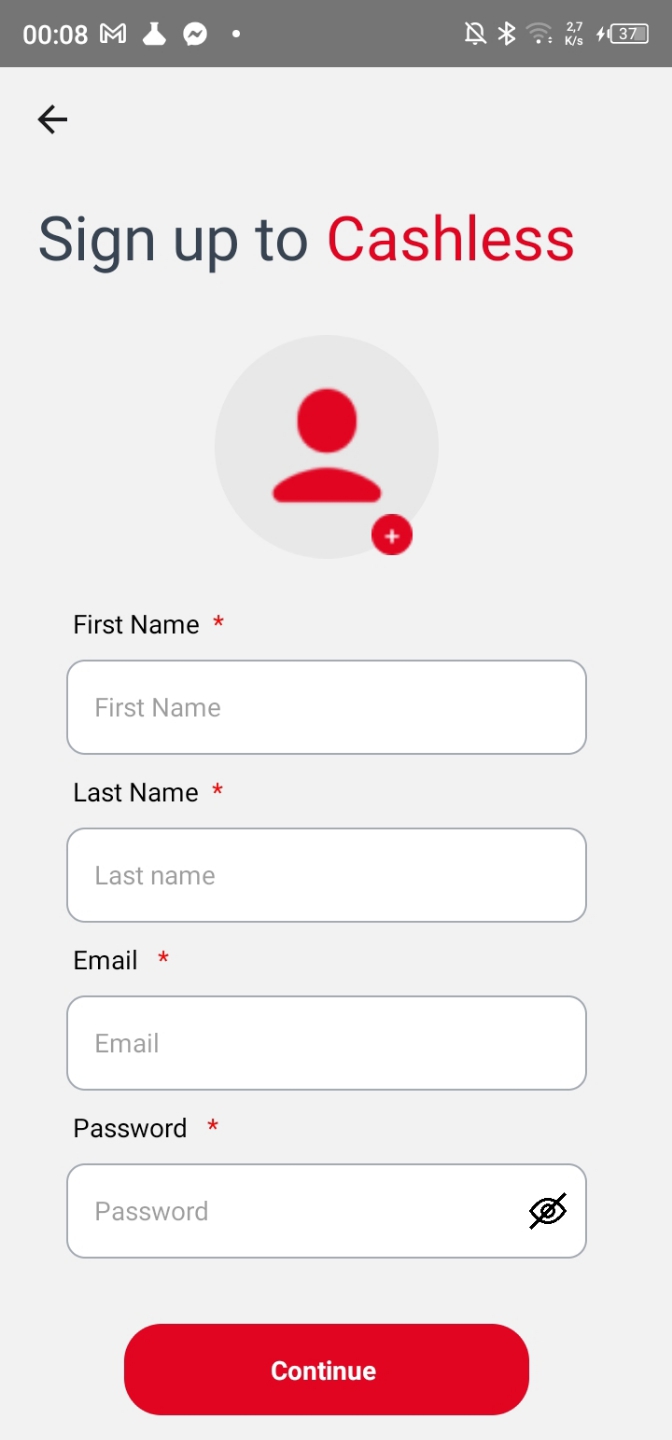 00:08 2,7 K/s 37
Sign up to Cashless
+
First Name *
First Name
Last Name *
Last name
Email *
Email
Password *
Password
Continue